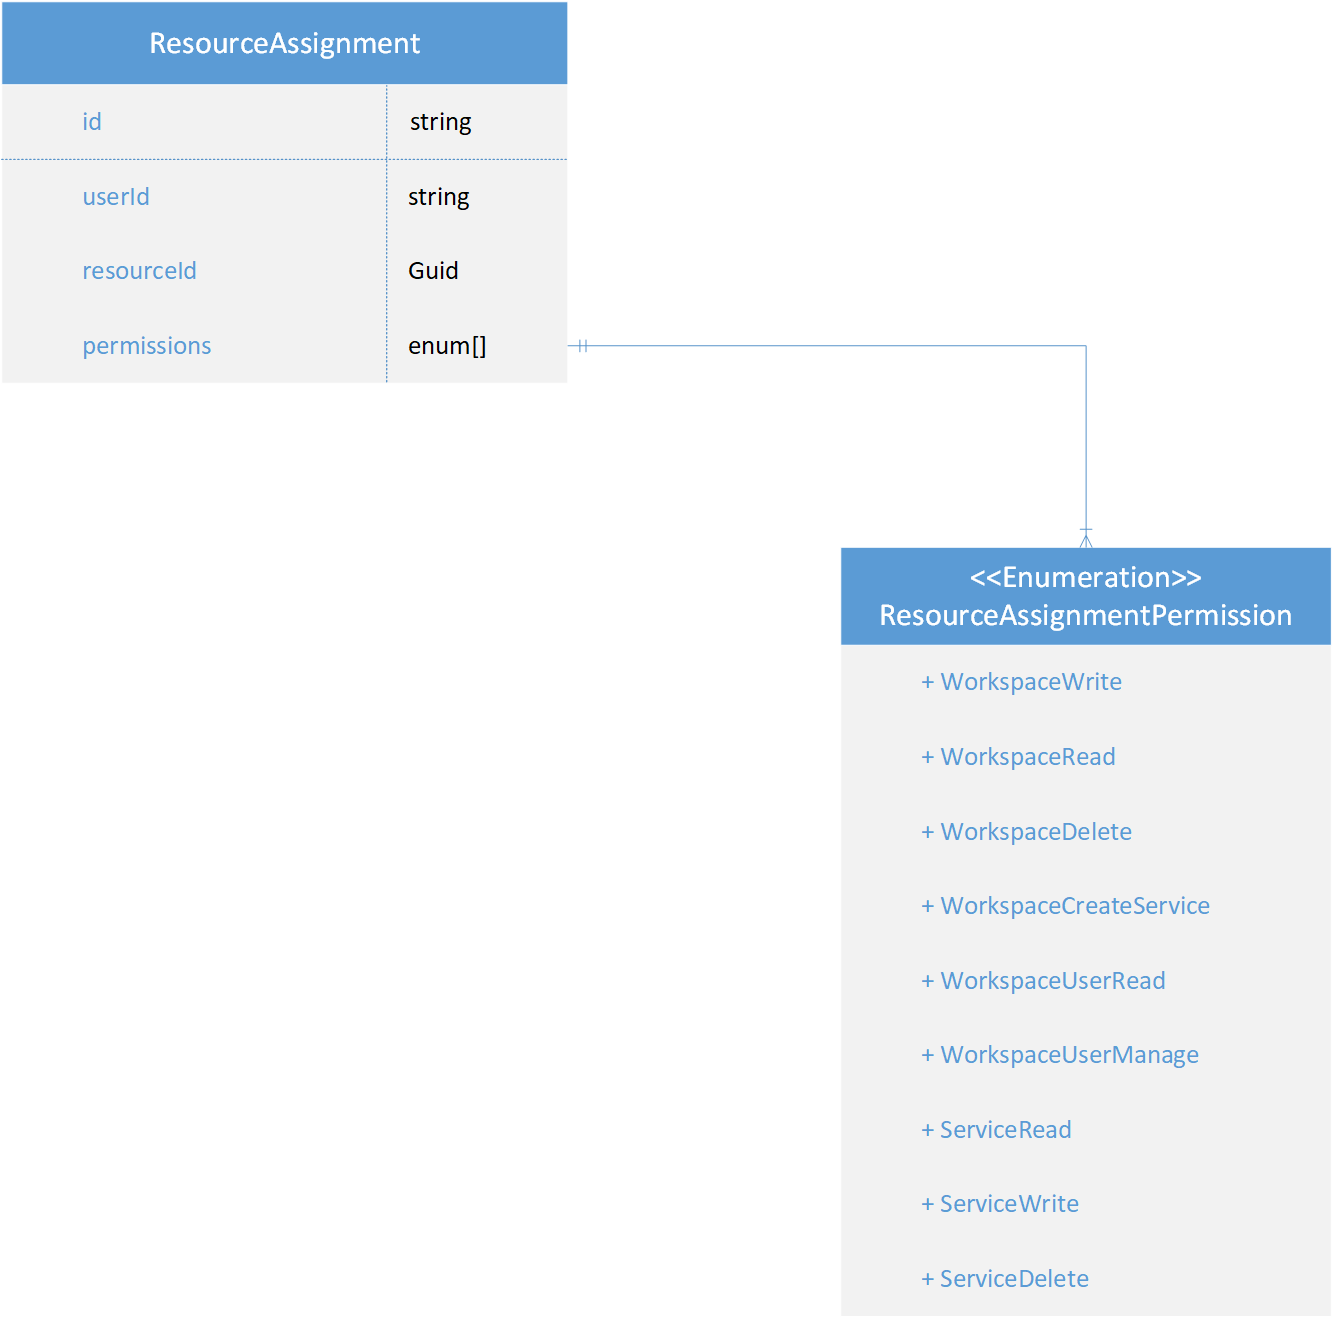 ResourceAssignment
id string
userId string
resourceId Guid
permissions enum[]
<<Enumeration>>
ResourceAssignmentPermission
+ WorkspaceWrite
+ WorkspaceRead
+ WorkspaceDelete
+ WorkspaceCreateService
+ WorkspaceUserRead
+ WorkspaceUserManage
+ ServiceRead
+ ServiceWrite
+ ServiceDelete